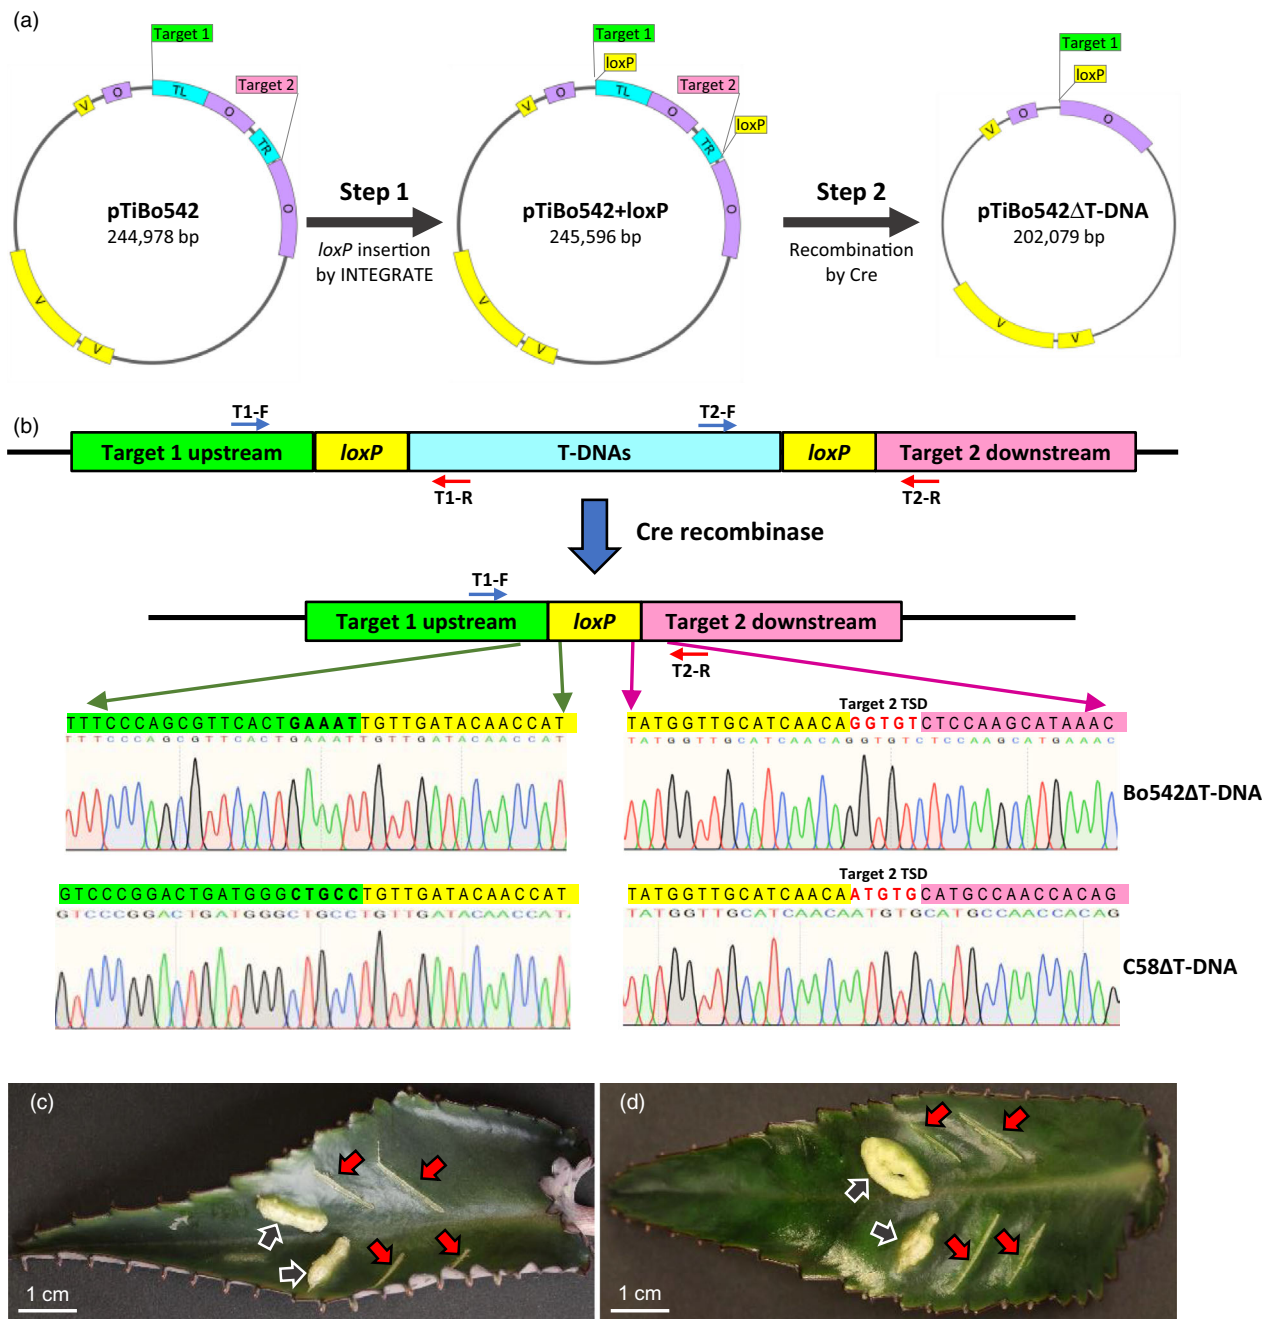 (a)
Target 1
Target 2
TL
O
TR
O
O
V
V
V
pTiBo542
244,978 bp
Step 1
loxP insertion
by INTEGRATE
Target 1
loxP
Target 2
loxP
TL
O
TR
O
O
V
V
V
pTiBo542+loxP
245,596 bp
Step 2
Recombination
by Cre
Target 1
loxP
O
O
V
V
V
pTiBo542ΔT-DNA
202,079 bp
(b)
T1-F
T2-F
Target 1 upstream
loxP
T-DNAs
loxP
Target 2 downstream
T1-R
T2-R
Cre recombinase
T1-F
Target 1 upstream
loxP
Target 2 downstream
T2-R
TTTCCCAGCGTTCACTGAAATTGTTGATACAACCAT
TTTCCCAGCGTTCACTGAAATTGTTGATACAACCAT
Target 2 TSD
TATGGTTGCATCAACAGGTGTCTCCAAGCATAAAC
TATGGTTGCATCAACAGGTGTCTCCAAGCATGAAAC
Bo542ΔT-DNA
GTCCCGGACTGATGGGCTGCCTGTTGATACAACCAT
GTCCCGGACTGATGGGCTGCCTGTTGATACAACCAT
Target 2 TSD
TATGGTTGCATCAACAATGTGCATGCCAACCACAG
TATGGTTGCATCAACAATGTGCATGCCAACCACAG
C58ΔT-DNA
(c)
1 cm
(d)
1 cm